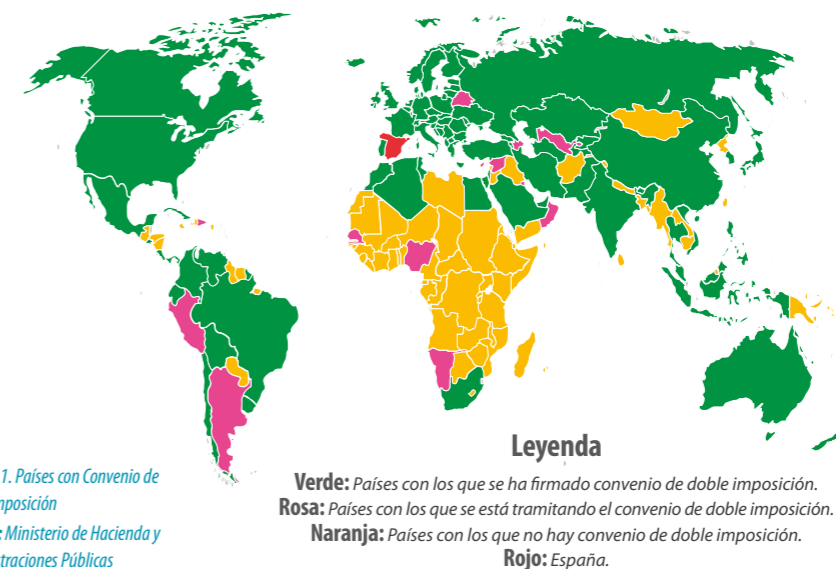 Leyenda
Verde: Países con los que se ha firmado convenio de doble imposición.
Rosa: Países con los que se está tramitando el convenio de doble imposición.
Naranja: Países con los que no hay convenio de doble imposición.
Rojo: España.
1. Países con Convenio de
mposición
: Ministerio de Hacienda y
straciones Públicas